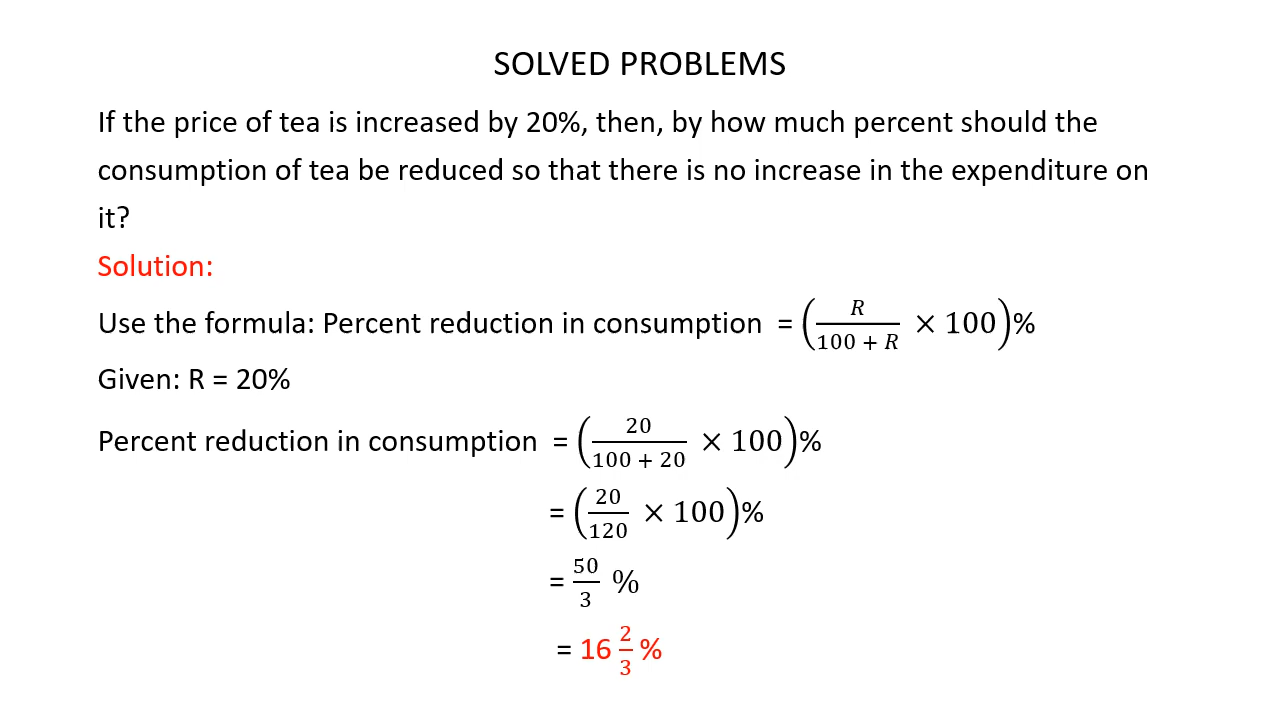 SOLVED PROBLEMS
If the price of tea is increased by 20%, then, by how much percent should the
consumption of tea be reduced so that there is no increase in the expenditure on
it?
Solution:
Use the formula: Percent reduction in consumption = (R/(100 + R) × 100)%
Given: R = 20%
Percent reduction in consumption = (20/(100 + 20) × 100)%
= (20/120 × 100)%
= 50/3 %
= 16 2/3 %